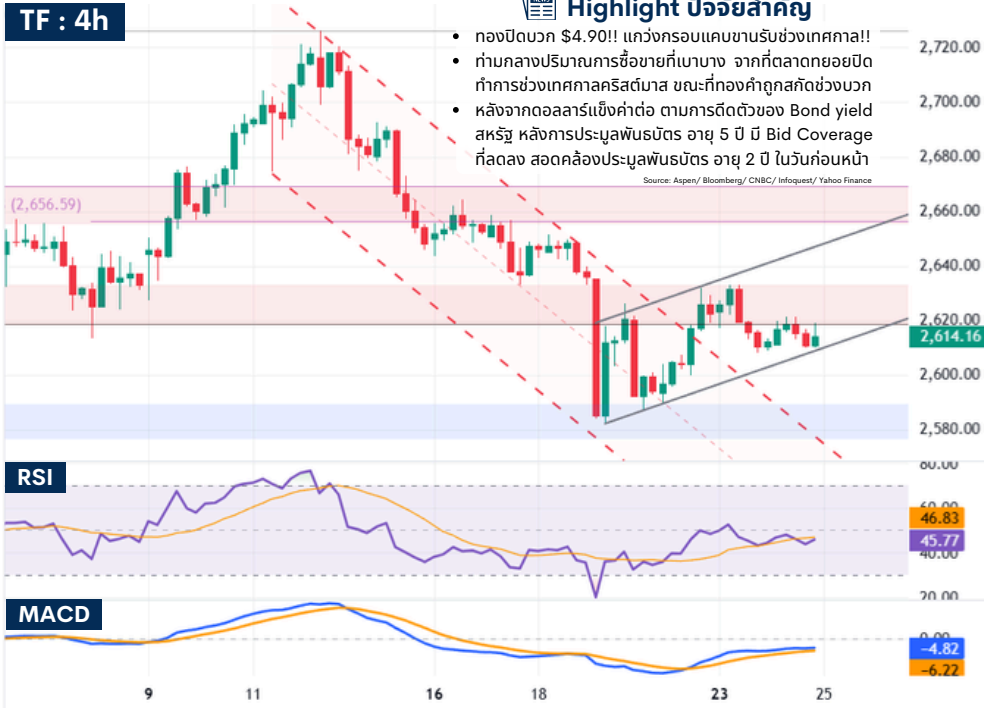 TF : 4h
Highlight ปัจจัยสำคัญ
NEWS
• ทองปิดบวก $4.90!! แกว่งกรอบแคบขานรับช่วงเทศกาล!!
• ท่ามกลางปริมาณการซื้อขายที่เบาบาง จากที่ตลาดทยอยปิด
ทำการช่วงเทศกาลคริสต์มาส ขณะที่ทองคำถูกสกัดช่วงบวก
• หลังจากดอลลาร์แข็งค่าต่อ ตามการดีดตัวของ Bond yield
สหรัฐ หลังการประมูลพันธบัตร อายุ 5 ปี มี Bid Coverage
ที่ลดลง สอดคล้องประมูลพันธบัตร อายุ 2 ปี ในวันก่อนหน้า
Source: Aspen/ Bloomberg/ CNBC/ Infoquest/ Yahoo Finance
2,720.00
2,700.00
2,680.00
(2,656.59)
2,660.00
2,640.00
2,620.00
2,614.16
2,600.00
2,580.00
RSI
80.00
60.00
46.83
45.77
40.00
20.00
MACD
0.00
−4.82
−6.22
9 11 16 18 23 25